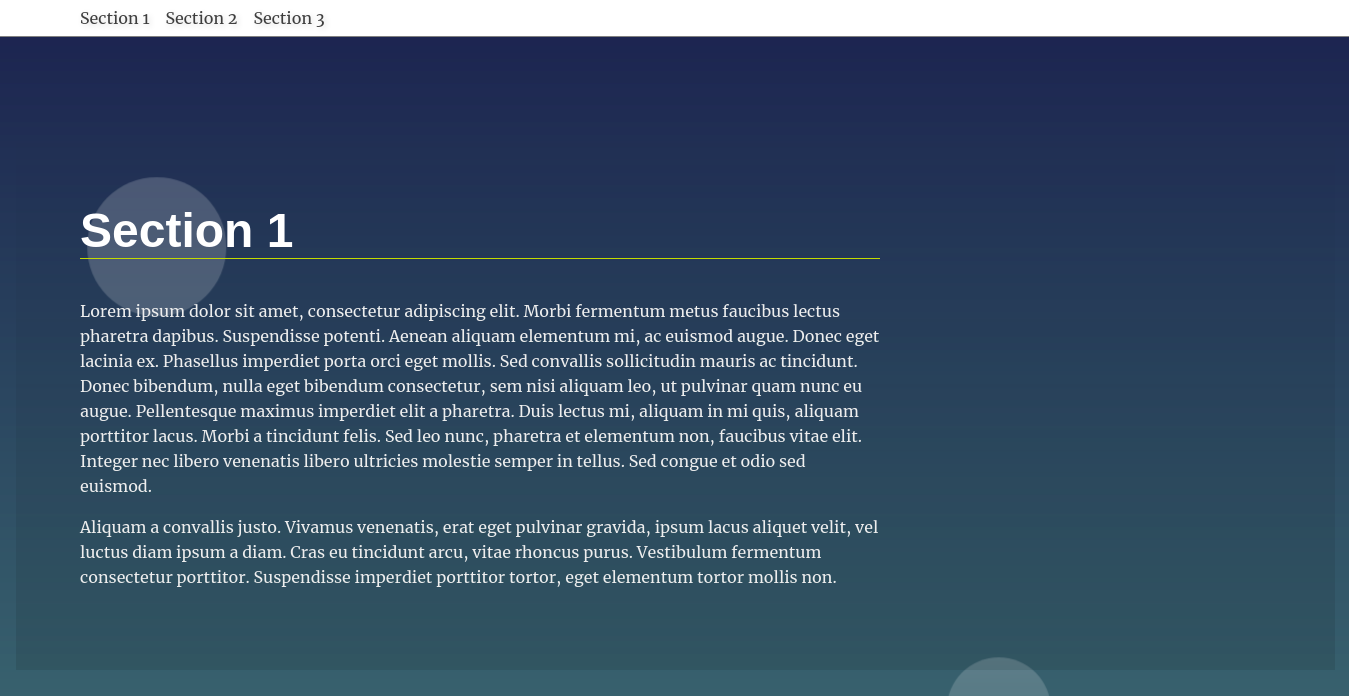 Section 1 Section 2 Section 3
Section 1
Lorem ipsum dolor sit amet, consectetur adipiscing elit. Morbi fermentum metus faucibus lectus
pharetra dapibus. Suspendisse potenti. Aenean aliquam elementum mi, ac euismod augue. Donec eget
lacinia ex. Phasellus imperdiet porta orci eget mollis. Sed convallis sollicitudin mauris ac tincidunt.
Donec bibendum, nulla eget bibendum consectetur, sem nisi aliquam leo, ut pulvinar quam nunc eu
augue. Pellentesque maximus imperdiet elit a pharetra. Duis lectus mi, aliquam in mi quis, aliquam
porttitor lacus. Morbi a tincidunt felis. Sed leo nunc, pharetra et elementum non, faucibus vitae elit.
Integer nec libero venenatis libero ultricies molestie semper in tellus. Sed congue et odio sed
euismod.
Aliquam a convallis justo. Vivamus venenatis, erat eget pulvinar gravida, ipsum lacus aliquet velit, vel
luctus diam ipsum a diam. Cras eu tincidunt arcu, vitae rhoncus purus. Vestibulum fermentum
consectetur porttitor. Suspendisse imperdiet porttitor tortor, eget elementum tortor mollis non.